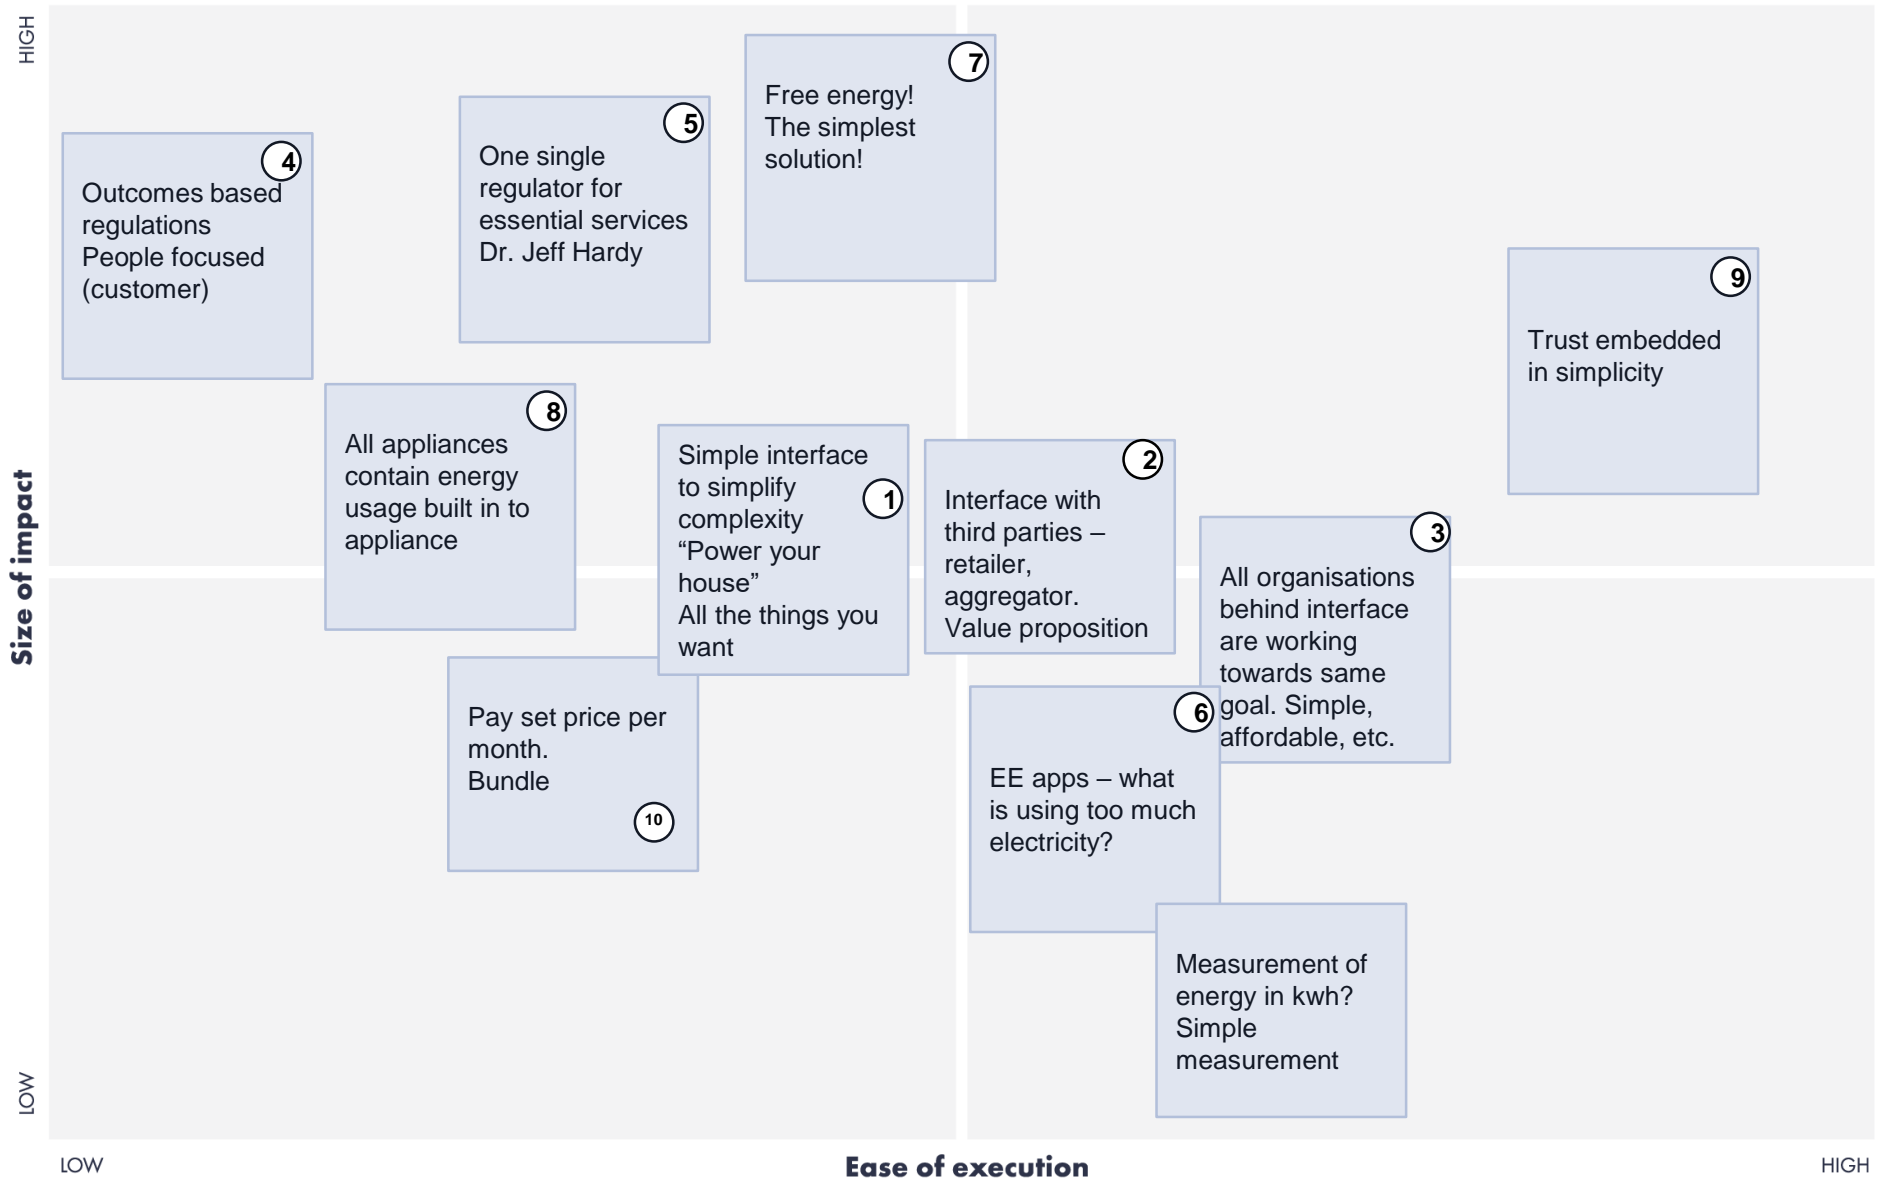 HIGH
7
Free energy!
The simplest
solution!
5
One single
regulator for
essential services
Dr. Jeff Hardy
4
Outcomes based
regulations
People focused
(customer)
9
Trust embedded
in simplicity
8
All appliances
contain energy
usage built in to
appliance
1
Simple interface
to simplify
complexity
“Power your
house”
All the things you
want
2
Interface with
third parties –
retailer,
aggregator.
Value proposition
3
All organisations
behind interface
are working
towards same
goal. Simple,
affordable, etc.
Size of impact
Pay set price per
month.
Bundle
10
6
EE apps – what
is using too much
electricity?
Measurement of
energy in kwh?
Simple
measurement
LOW
LOW
Ease of execution
HIGH